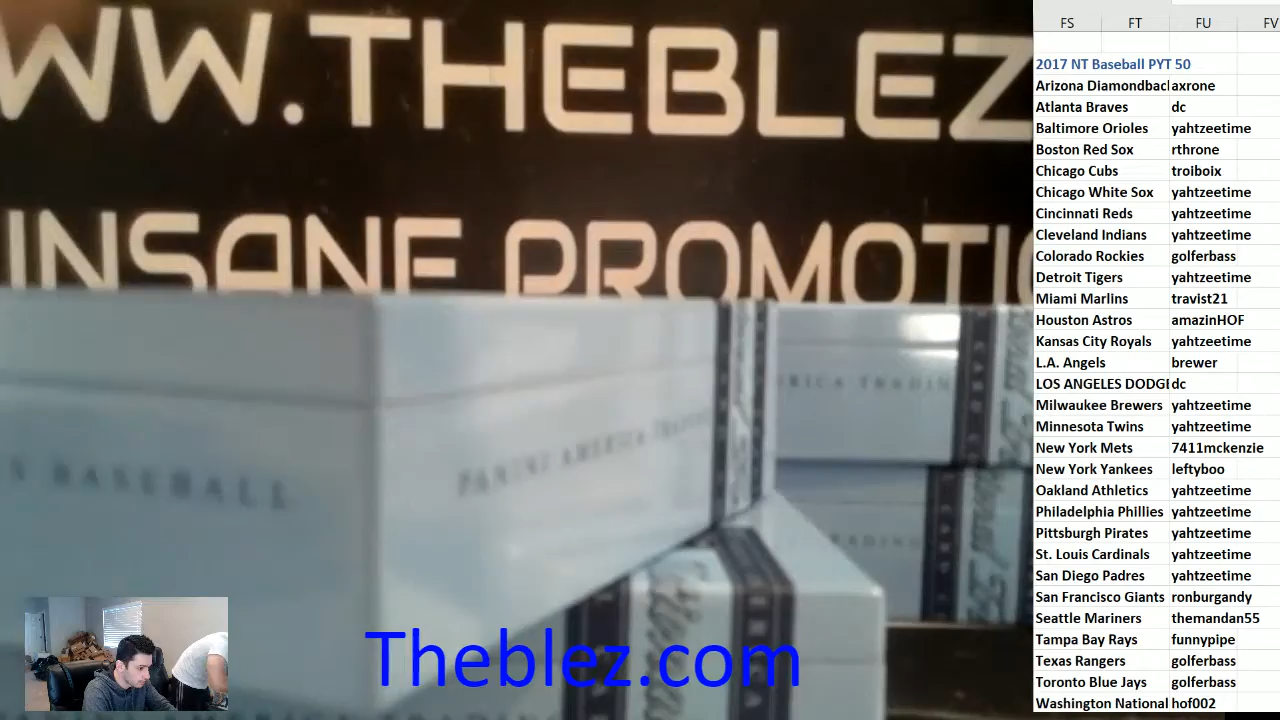 WW.THEBLEZ
INSANE PROMOTIO
S BASEBALL
PANINI AMERICA
ERICA TRADIN
Theblez.com
FS FT FU FV
2017 NT Baseball PYT 50
Arizona Diamondbac axrone
Atlanta Braves dc
Baltimore Orioles yahtzeetime
Boston Red Sox rthrone
Chicago Cubs troiboix
Chicago White Sox yahtzeetime
Cincinnati Reds yahtzeetime
Cleveland Indians yahtzeetime
Colorado Rockies golferbass
Detroit Tigers yahtzeetime
Miami Marlins travist21
Houston Astros amazinHOF
Kansas City Royals yahtzeetime
L.A. Angels brewer
LOS ANGELES DODGE dc
Milwaukee Brewers yahtzeetime
Minnesota Twins yahtzeetime
New York Mets 7411mckenzie
New York Yankees leftyboo
Oakland Athletics yahtzeetime
Philadelphia Phillies yahtzeetime
Pittsburgh Pirates yahtzeetime
St. Louis Cardinals yahtzeetime
San Diego Padres yahtzeetime
San Francisco Giants ronburgandy
Seattle Mariners themandan55
Tampa Bay Rays funnypipe
Texas Rangers golferbass
Toronto Blue Jays golferbass
Washington National hof002